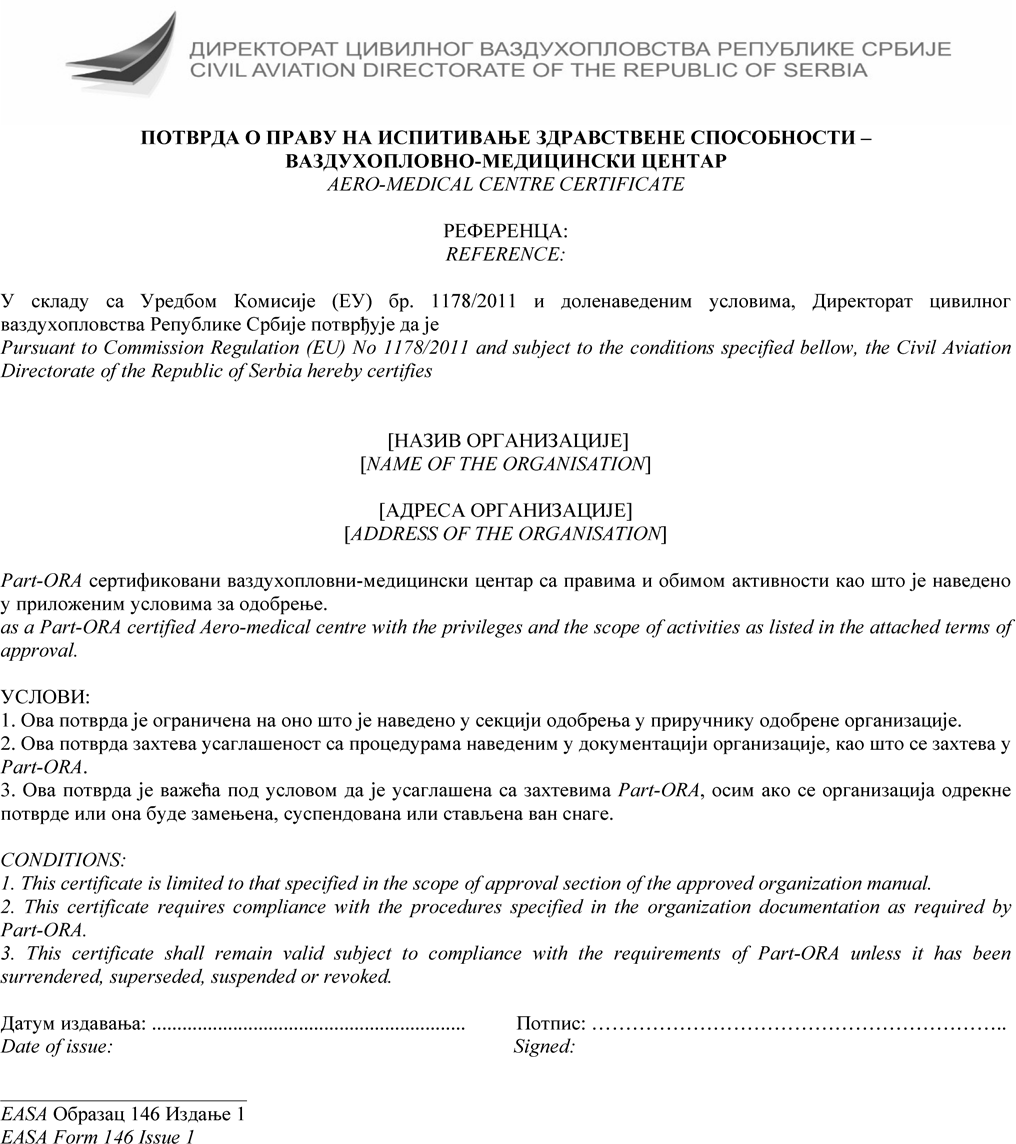 ДИРЕКТОРАТ ЦИВИЛНОГ ВАЗДУХОПЛОВСТВА РЕПУБЛИКЕ СРБИЈЕ
CIVIL AVIATION DIRECTORATE OF THE REPUBLIC OF SERBIA
ПОТВРДА О ПРАВУ НА ИСПИТИВАЊЕ ЗДРАВСТВЕНЕ СПОСОБНОСТИ –
ВАЗДУХОПЛОВНО-МЕДИЦИНСКИ ЦЕНТАР
AERO-MEDICAL CENTRE CERTIFICATE
РЕФЕРЕНЦА:
REFERENCE:
У складу са Уредбом Комисије (ЕУ) бр. 1178/2011 и доленаведеним условима, Директорат цивилног
ваздухопловства Републике Србије потврђује да је
Pursuant to Commission Regulation (EU) No 1178/2011 and subject to the conditions specified bellow, the Civil Aviation
Directorate of the Republic of Serbia hereby certifies
[НАЗИВ ОРГАНИЗАЦИЈЕ]
[NAME OF THE ORGANISATION]
[АДРЕСА ОРГАНИЗАЦИЈЕ]
[ADDRESS OF THE ORGANISATION]
Part-ORA сертификовани ваздухопловни-медицински центар са правима и обимом активности као што је наведено
у приложеним условима за одобрење.
as a Part-ORA certified Aero-medical centre with the privileges and the scope of activities as listed in the attached terms of
approval.
УСЛОВИ:
1. Ова потврда је ограничена на оно што је наведено у секцији одобрења у приручнику одобрене организације.
2. Ова потврда захтева усаглашеност са процедурама наведеним у документацији организације, као што се захтева у
Part-ORA.
3. Ова потврда је важећа под условом да је усаглашена са захтевима Part-ORA, осим ако се организација одрекне
потврде или она буде замењена, суспендована или стављена ван снаге.
CONDITIONS:
1. This certificate is limited to that specified in the scope of approval section of the approved organization manual.
2. This certificate requires compliance with the procedures specified in the organization documentation as required by
Part-ORA.
3. This certificate shall remain valid subject to compliance with the requirements of Part-ORA unless it has been
surrendered, superseded, suspended or revoked.
Датум издавања: .............................................................. Потпис: ……………………………………………………..
Date of issue: Signed:
EASA Образац 146 Издање 1
EASA Form 146 Issue 1